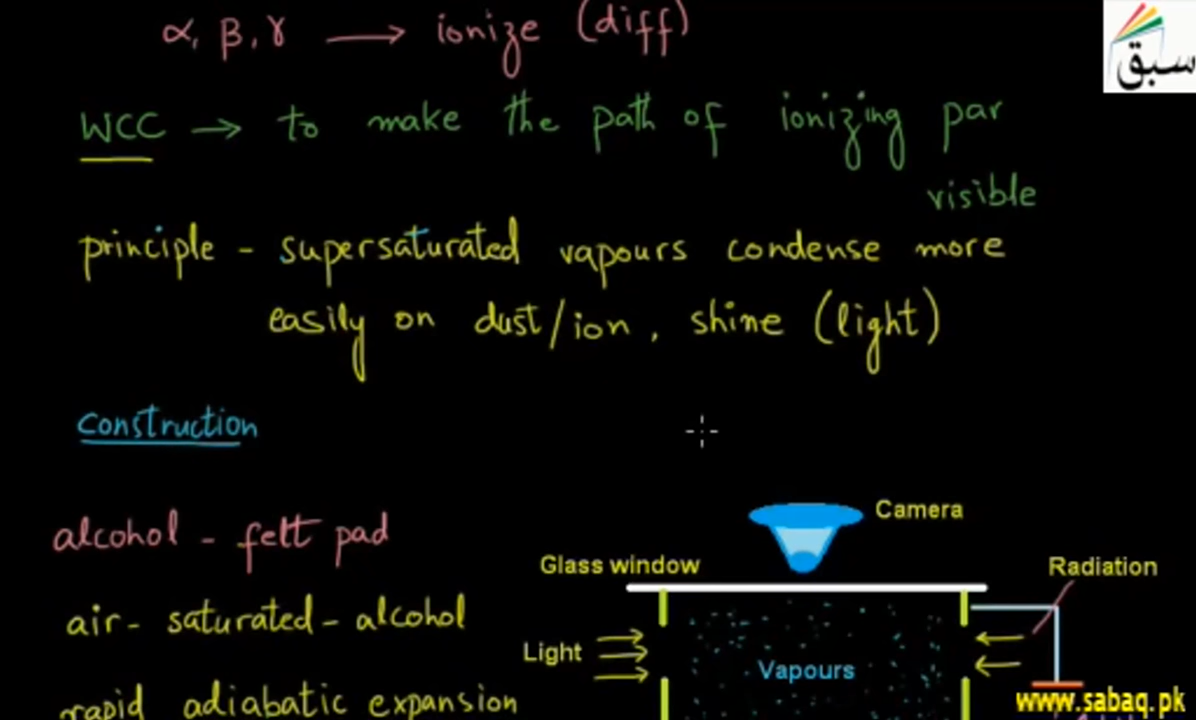 α, β, γ → ionize (diff)
سبق
WCC → to make the path of ionizing par
visible
principle - supersaturated vapours condense more
easily on dust/ion, shine (light)
construction
alcohol - felt pad
Camera
Glass window
Radiation
air - saturated - alcohol
Light
Vapours
rapid adiabatic expansion
www.sabaq.pk